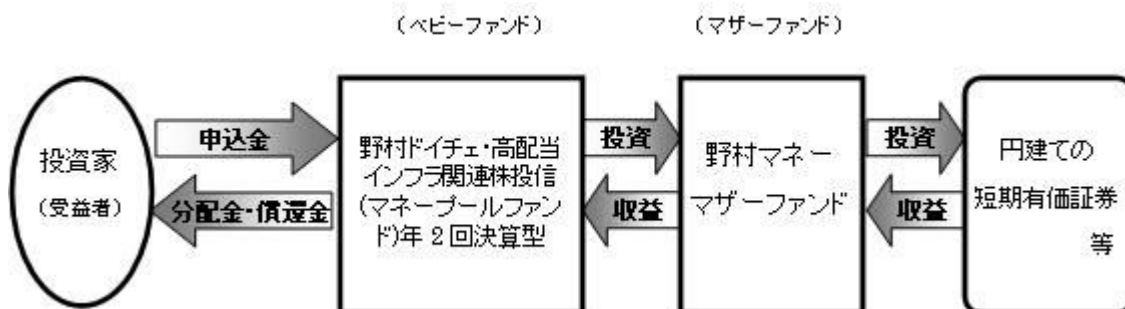 (ベビーファンド)
(マザーファンド)
投資家
(受益者)
申込金
分配金・償還金
野村ドイチェ・高配当
インフラ関連株投信
(マネープールファン
ド)年2回決算型
投資
収益
野村マネー
マザーファンド
投資
収益
円建ての
短期有価証券
等